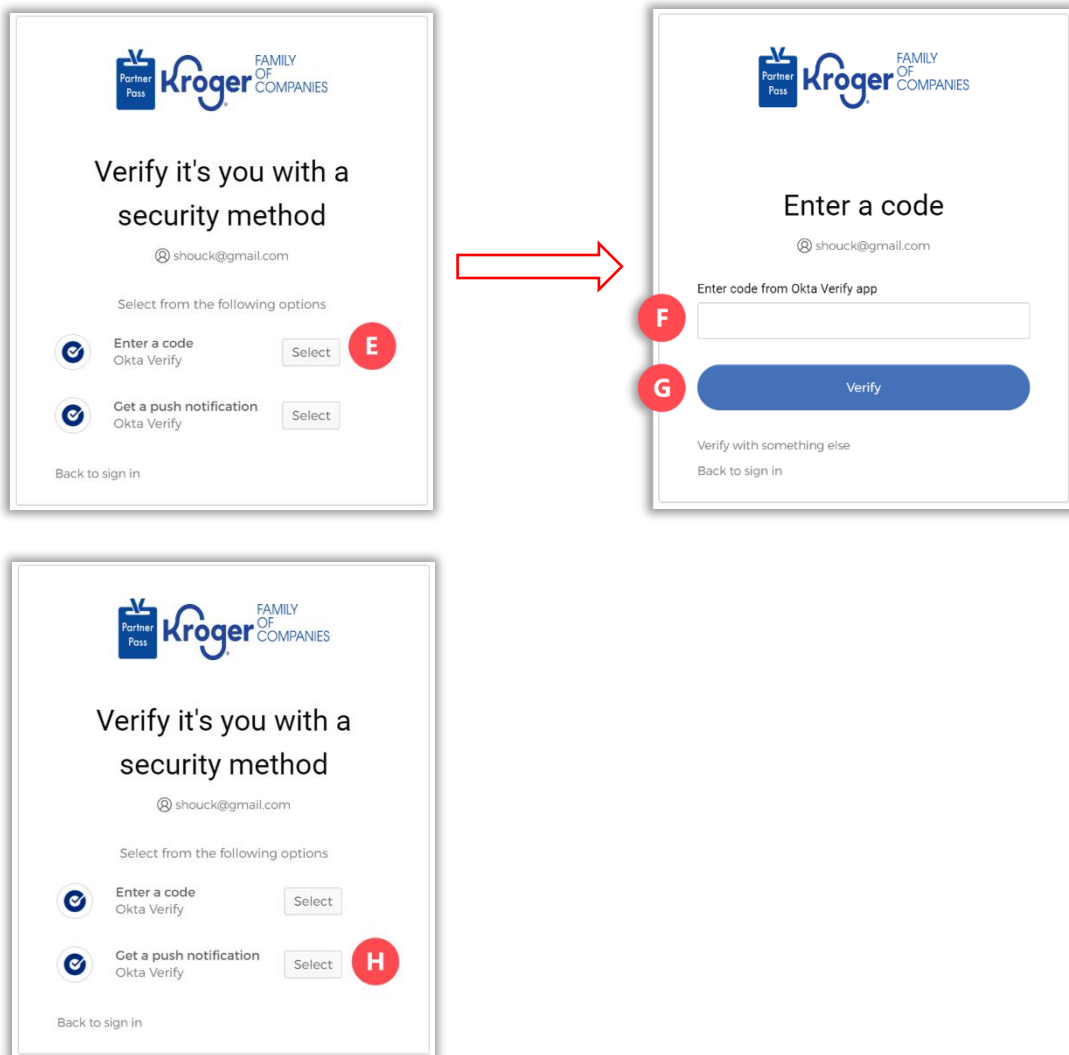 Partner
Pass
Kroger
FAMILY
OF
COMPANIES
Verify it's you with a
security method
shouck@gmail.com
Select from the following options
Enter a code
Okta Verify
Select
E
Get a push notification
Okta Verify
Select
Back to sign in
Partner
Pass
Kroger
FAMILY
OF
COMPANIES
Enter a code
shouck@gmail.com
Enter code from Okta Verify app
F
G
Verify
Verify with something else
Back to sign in
Partner
Pass
Kroger
FAMILY
OF
COMPANIES
Verify it's you with a
security method
shouck@gmail.com
Select from the following options
Enter a code
Okta Verify
Select
Get a push notification
Okta Verify
Select
H
Back to sign in